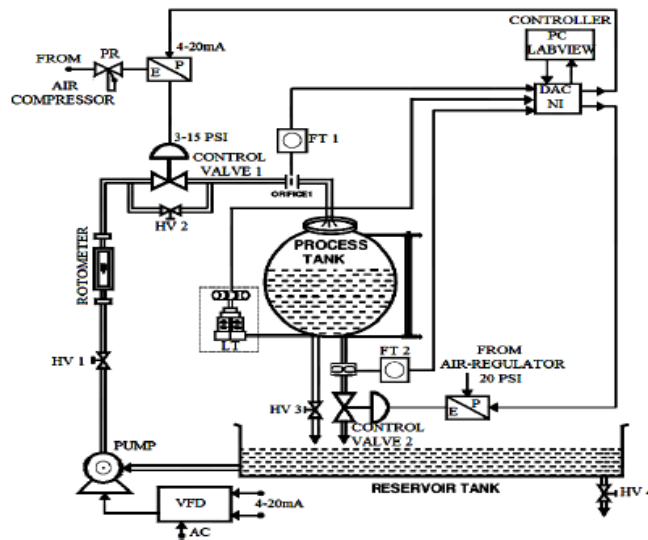 CONTROLLER
PC
LABVIEW
4-20mA
FROM
PR
E P
AIR
COMPRESSOR
DAC
NI
3-15 PSI
FT 1
CONTROL
VALVE 1
ORIFICE1
HV 2
ROTOMETER
PROCESS
TANK
LT
FT 2
FROM
AIR-REGULATOR
20 PSI
HV 1
HV 3
E P
CONTROL
VALVE 2
PUMP
RESERVOIR TANK
VFD
4-20mA
HV 4
AC